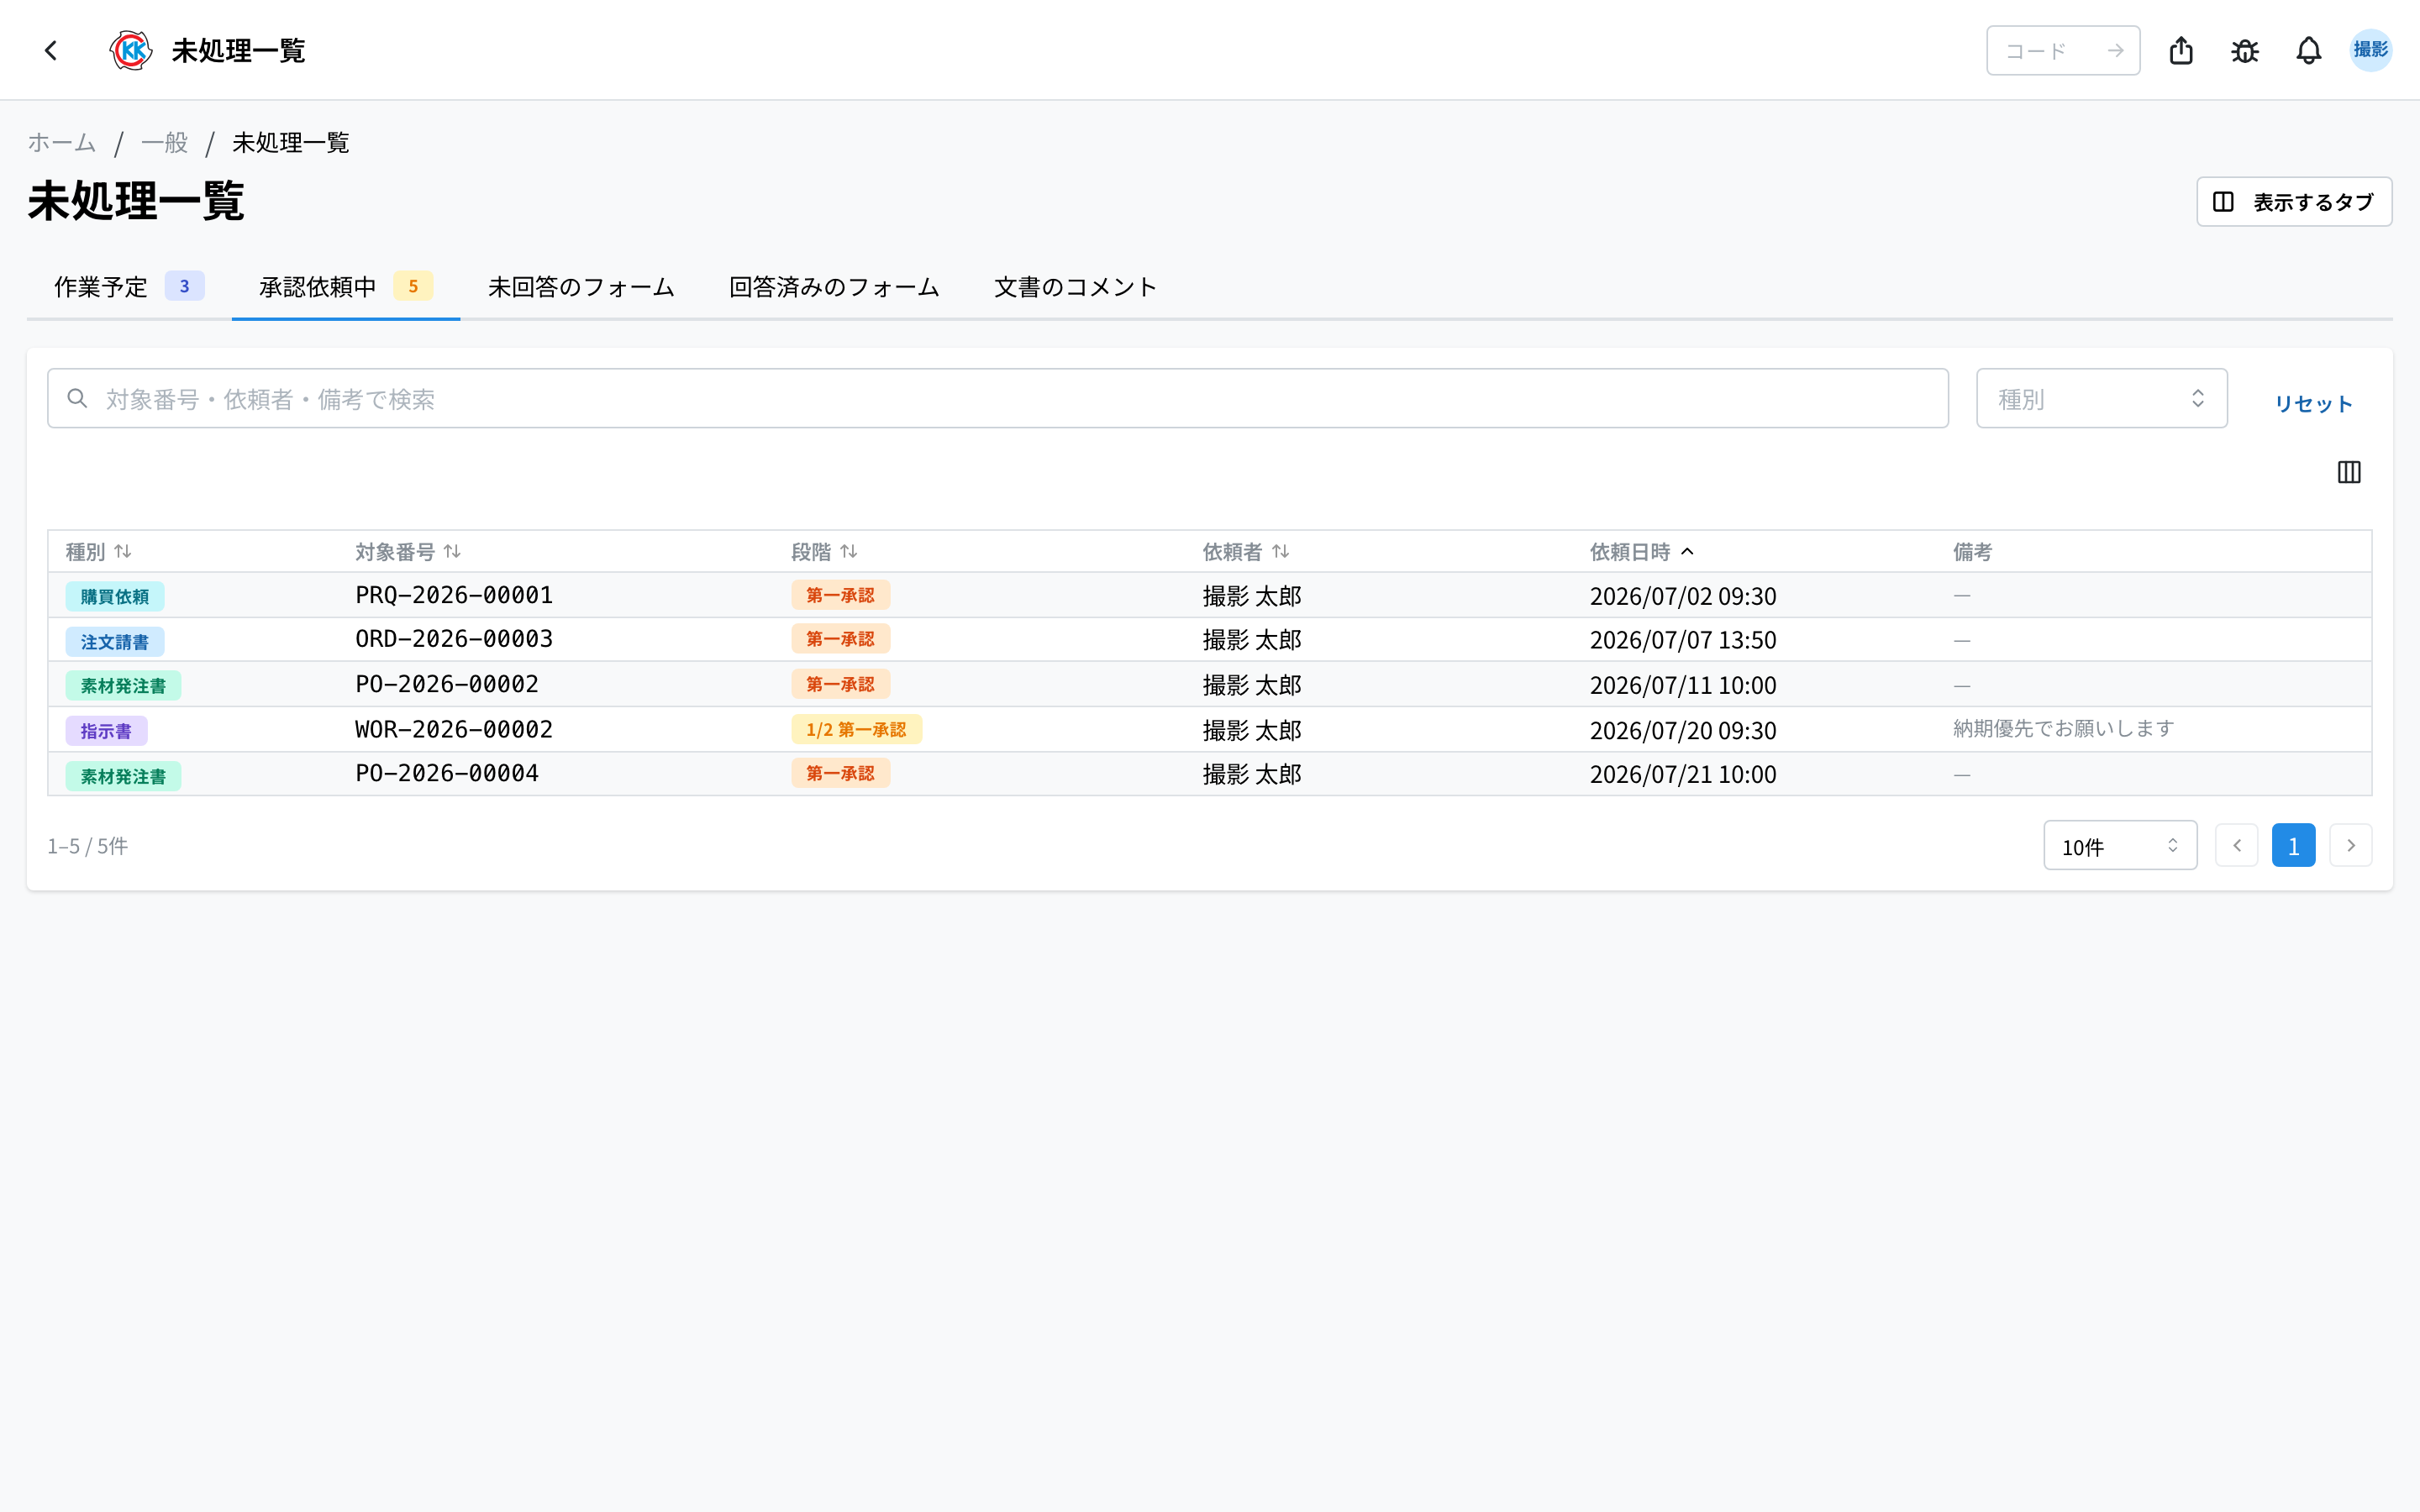 KK 未処理一覧 コード 撮影
ホーム / 一般 / 未処理一覧
未処理一覧
表示するタブ
作業予定 3 承認依頼中 5 未回答のフォーム 回答済みのフォーム 文書のコメント
対象番号・依頼者・備考で検索 種別 リセット
種別 対象番号 段階 依頼者 依頼日時 備考
購買依頼 PRQ-2026-00001 第一承認 撮影 太郎 2026/07/02 09:30 —
注文請書 ORD-2026-00003 第一承認 撮影 太郎 2026/07/07 13:50 —
素材発注書 PO-2026-00002 第一承認 撮影 太郎 2026/07/11 10:00 —
指示書 WOR-2026-00002 1/2 第一承認 撮影 太郎 2026/07/20 09:30 納期優先でお願いします
素材発注書 PO-2026-00004 第一承認 撮影 太郎 2026/07/21 10:00 —
1–5 / 5件 10件 1